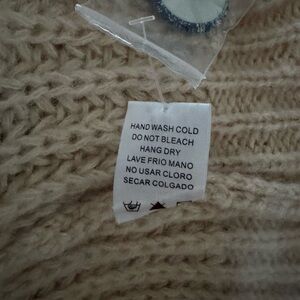 HAND WASH COLD
DO NOT BLEACH
HANG DRY
LAVE FRIO MANO
NO USAR CLORO
SECAR COLGADO